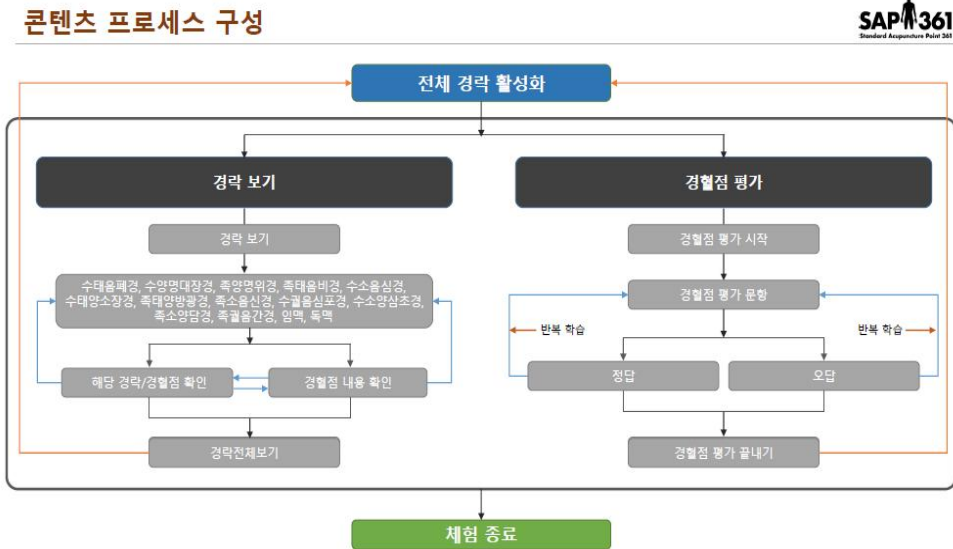 콘텐츠 프로세스 구성
SAP 361
Standard Acupuncture Point 361
전체 경락 활성화
경락 보기
경혈점 평가
경락 보기
경혈점 평가 시작
수태음폐경, 수양명대장경, 족양명위경, 족태음비경, 수소음심경,
수태양소장경, 족태양방광경, 족소음신경, 수궐음심포경, 수소양삼초경,
족소양담경, 족궐음간경, 임맥, 독맥
경혈점 평가 문항
반복 학습
반복 학습
해당 경락/경혈점 확인
경혈점 내용 확인
정답
오답
경락전체보기
경혈점 평가 끝내기
체험 종료